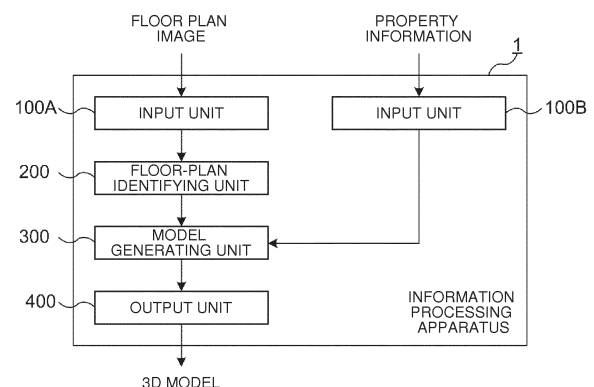 FLOOR PLAN
IMAGE
PROPERTY
INFORMATION
1
100A
INPUT UNIT
INPUT UNIT
100B
200
FLOOR-PLAN
IDENTIFYING UNIT
300
MODEL
GENERATING UNIT
400
OUTPUT UNIT
INFORMATION
PROCESSING
APPARATUS
3D MODEL